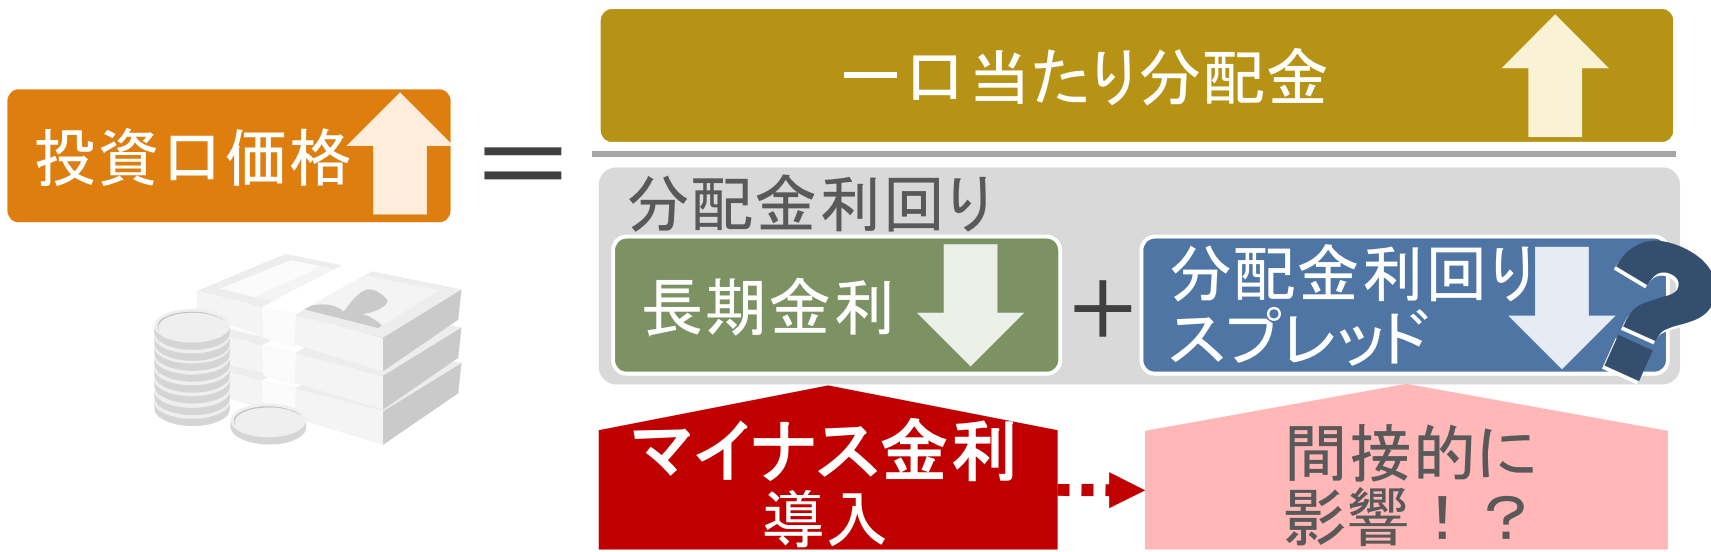 一口当たり分配金
投資口価格
＝
分配金利回り
長期金利
＋
分配金利回り
スプレッド
?
マイナス金利
導入
間接的に
影響！？